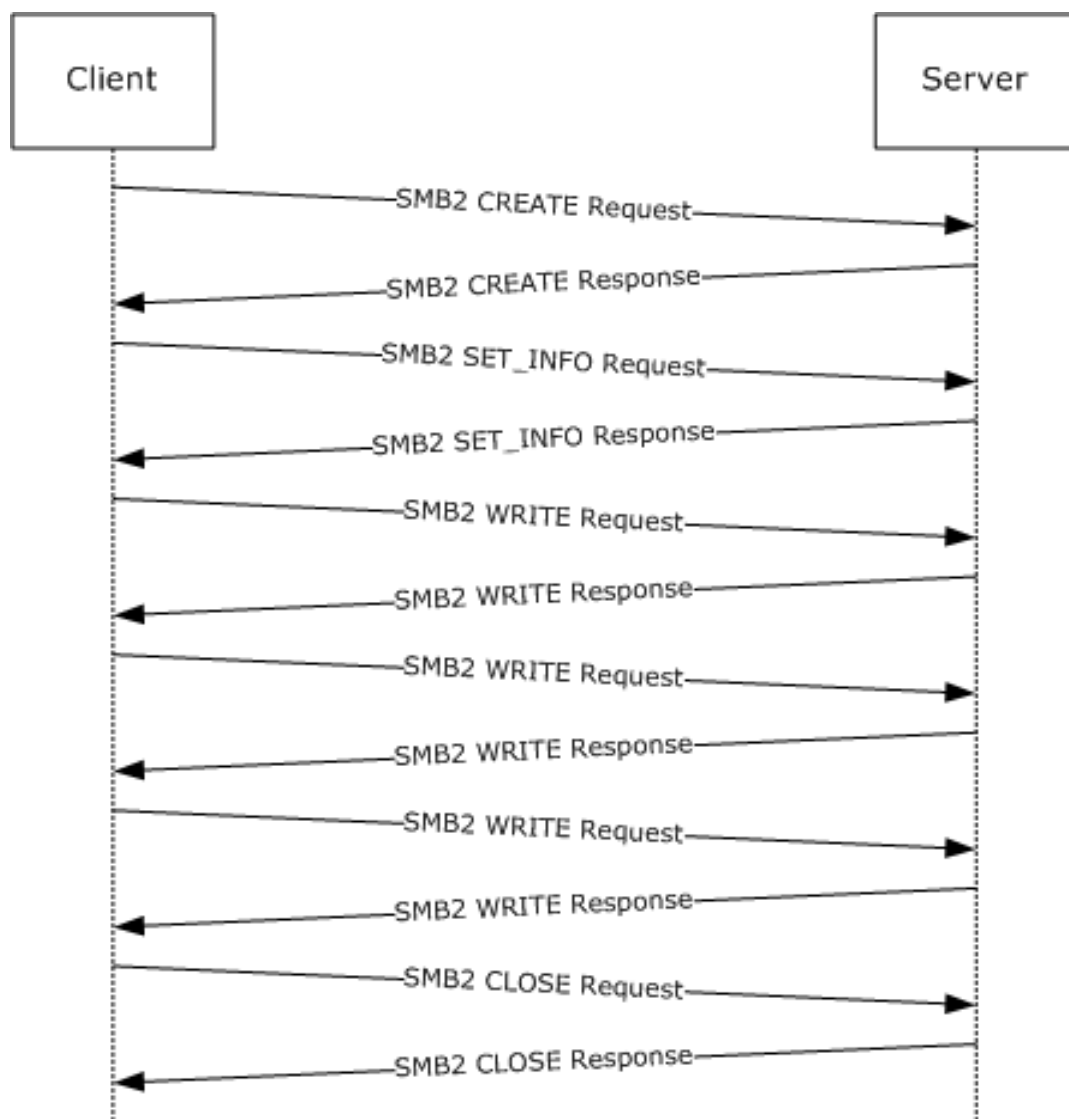 Client
Server
SMB2 CREATE Request
SMB2 CREATE Response
SMB2 SET_INFO Request
SMB2 SET_INFO Response
SMB2 WRITE Request
SMB2 WRITE Response
SMB2 WRITE Request
SMB2 WRITE Response
SMB2 WRITE Request
SMB2 WRITE Response
SMB2 CLOSE Request
SMB2 CLOSE Response